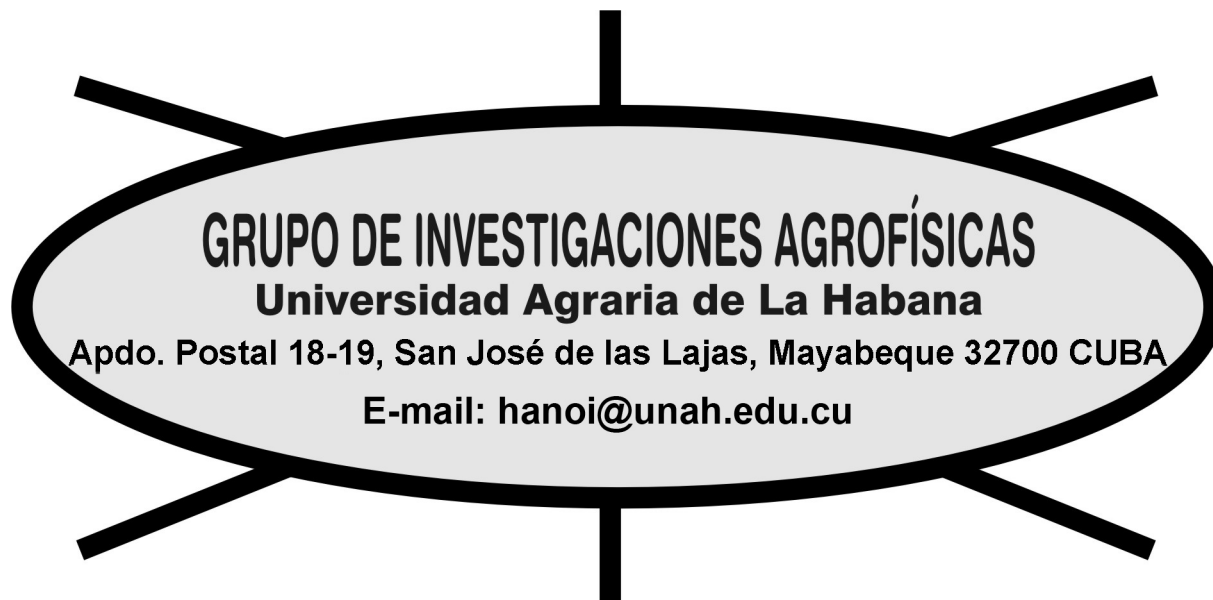 GRUPO DE INVESTIGACIONES AGROFÍSICAS
Universidad Agraria de La Habana
Apdo. Postal 18-19, San José de las Lajas, Mayabeque 32700 CUBA
E-mail: hanoi@unah.edu.cu